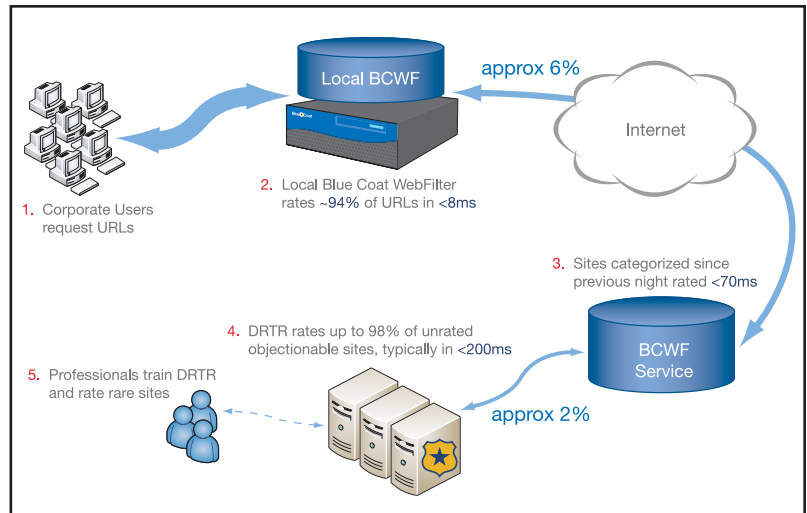 Local BCWF
approx 6%
Internet
Blue Coat
1. Corporate Users
request URLs
2. Local Blue Coat WebFilter
rates ~94% of URLs in <8ms
3. Sites categorized since
previous night rated <70ms
BCWF
Service
4. DRTR rates up to 98% of unrated
objectionable sites, typically in <200ms
approx 2%
5. Professionals train DRTR
and rate rare sites